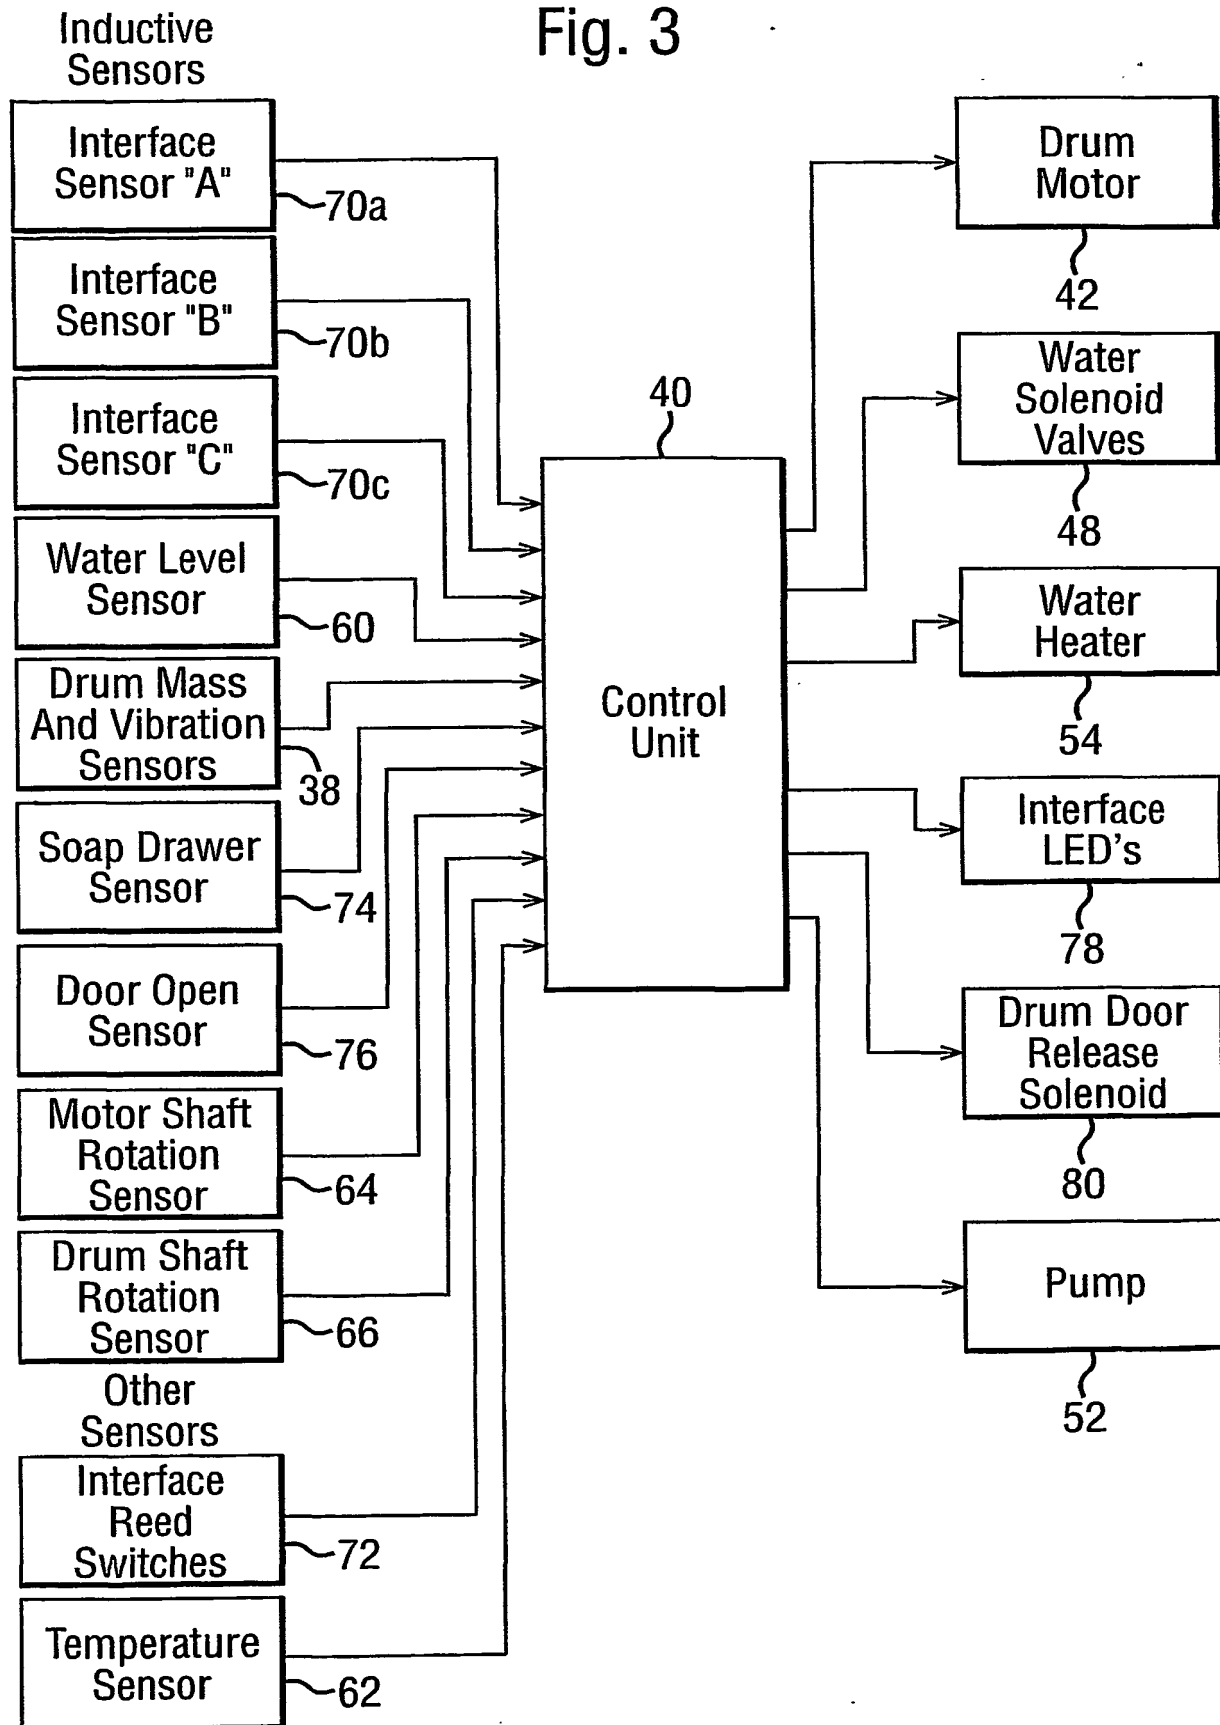 Fig. 3
Inductive
Sensors
Interface
Sensor "A"
70a
Interface
Sensor "B"
70b
Interface
Sensor "C"
70c
Water Level
Sensor
60
Drum Mass
And Vibration
Sensors
38
Soap Drawer
Sensor
74
Door Open
Sensor
76
Motor Shaft
Rotation
Sensor
64
Drum Shaft
Rotation
Sensor
66
Other
Sensors
Interface
Reed
Switches
72
Temperature
Sensor
62
40
Control
Unit
Drum
Motor
42
Water
Solenoid
Valves
48
Water
Heater
54
Interface
LED's
78
Drum Door
Release
Solenoid
80
Pump
52